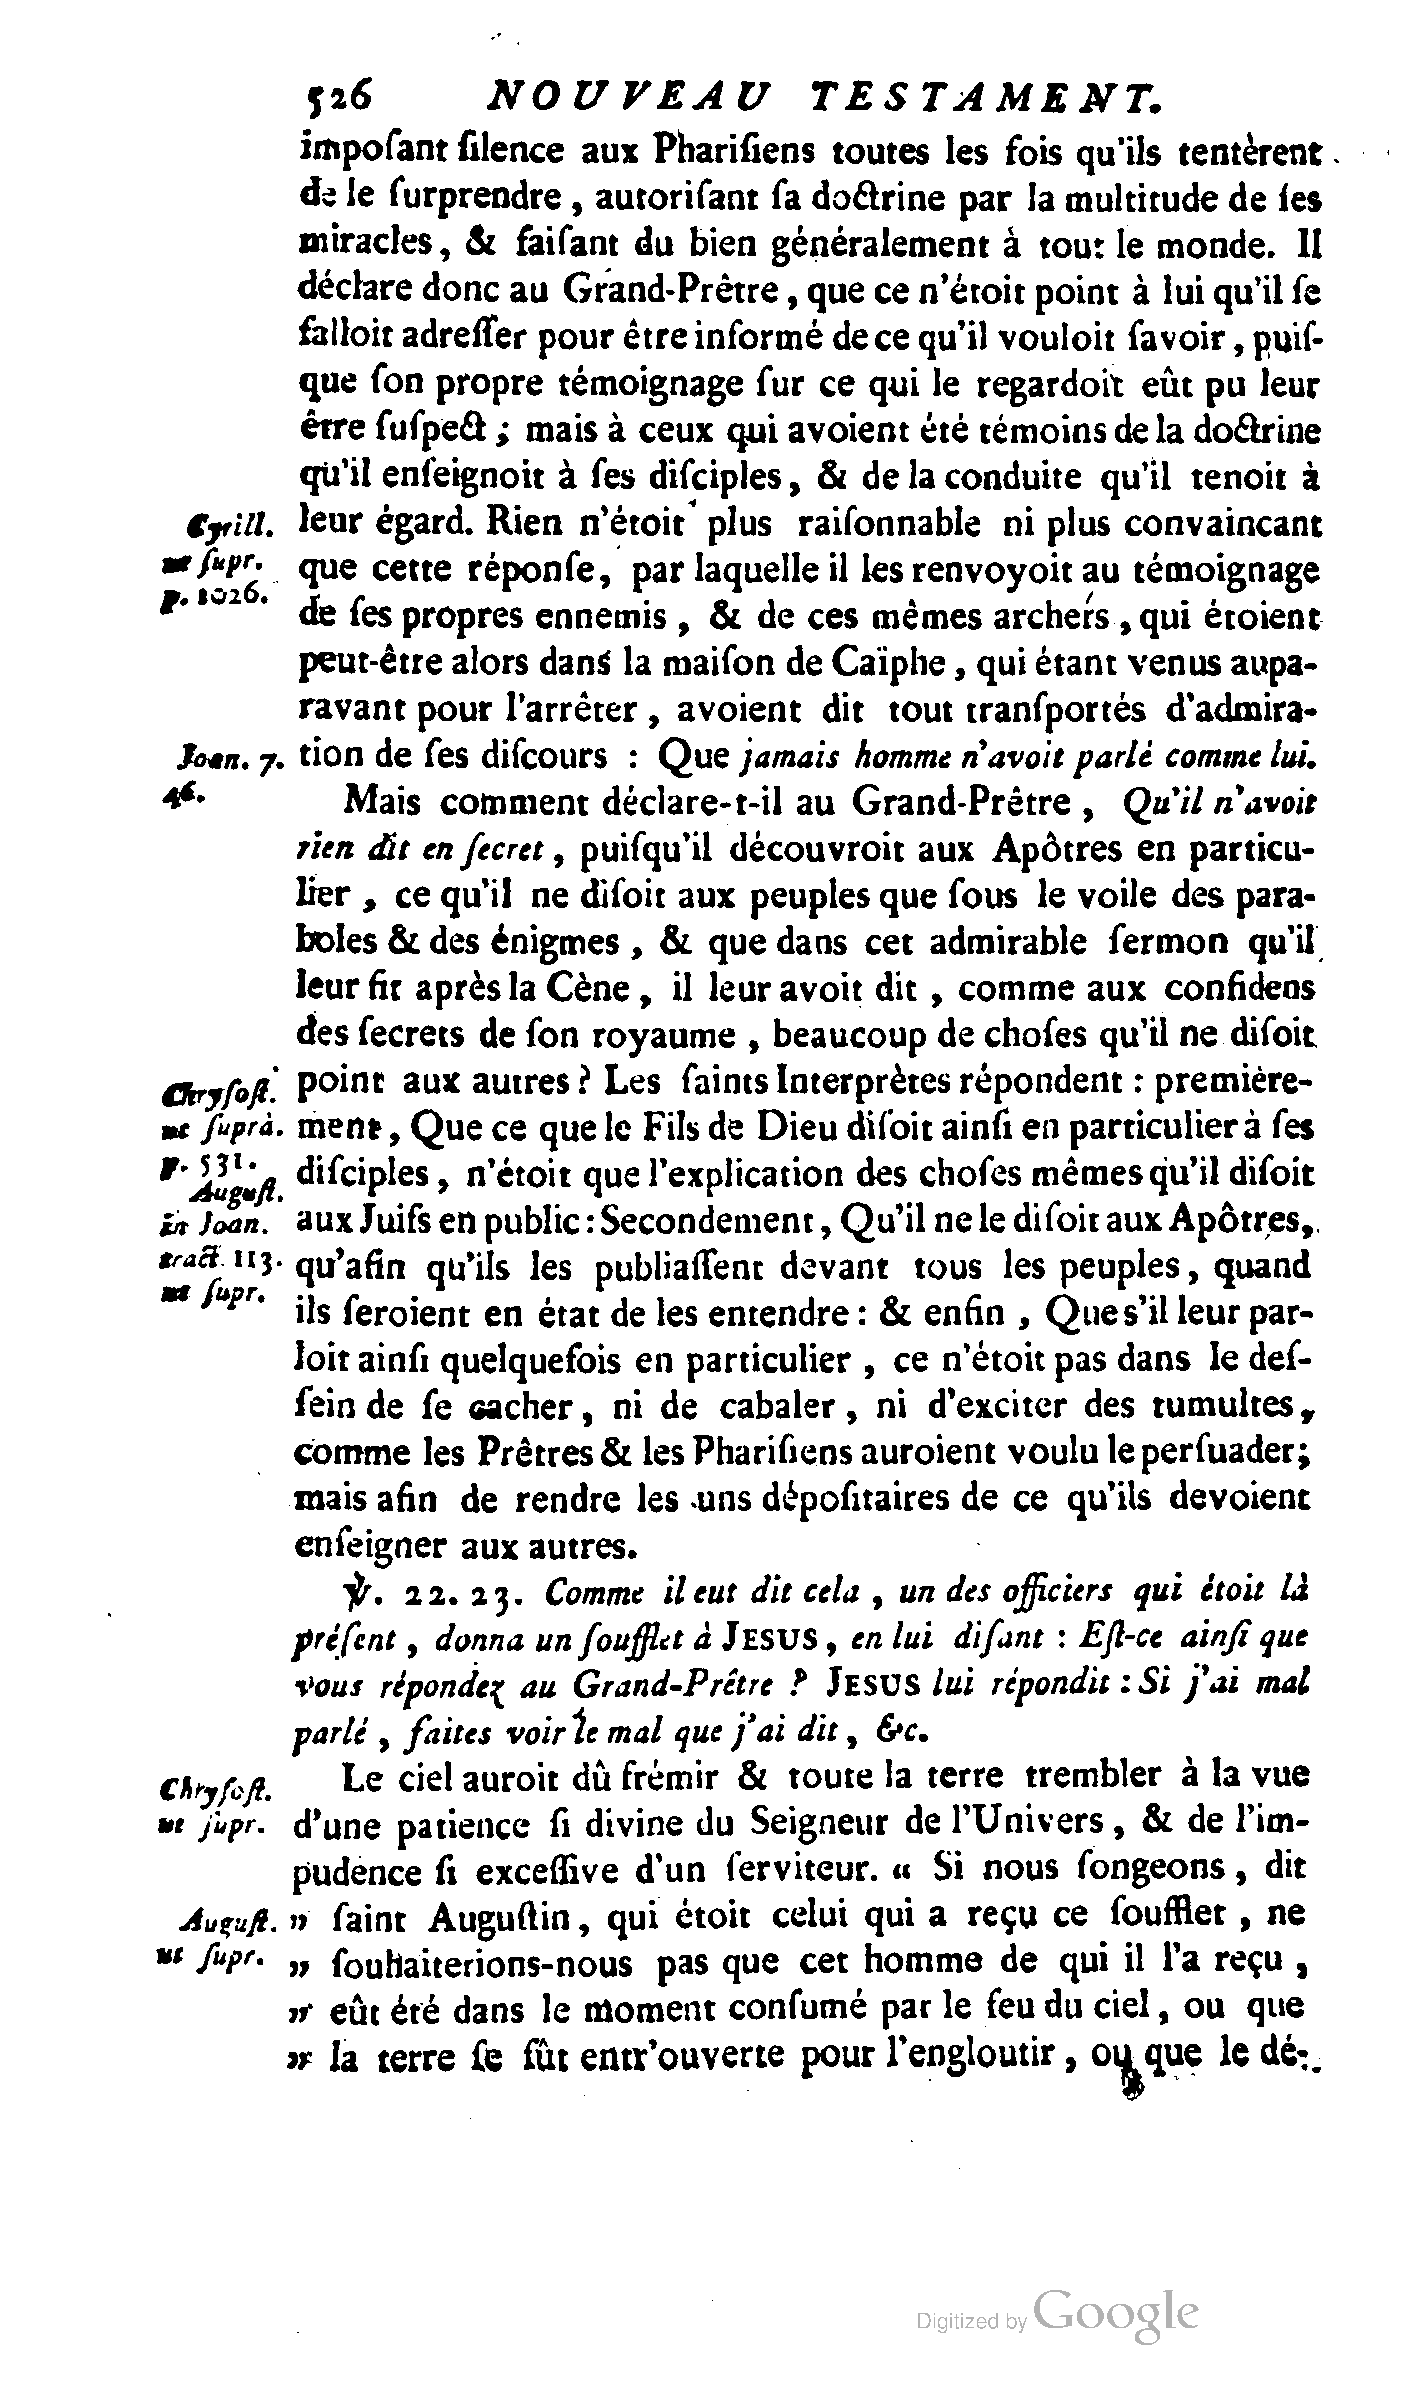 526 NOUVEAU TESTAMENT.
impoſant ſilence aux Phariſiens toutes les fois qu'ils tentèrent
de le ſurprendre, autoriſant ſa doctrine par la multitude de ſes
miracles, & faiſant du bien généralement à tout le monde. Il
déclare donc au Grand-Prêtre, que ce n'étoit point à lui qu'il ſe
falloit adreſſer pour être informé de ce qu'il vouloit ſavoir, puiſ-
que ſon propre témoignage ſur ce qui le regardoit eût pu leur
être ſuſpect ; mais à ceux qui avoient été témoins de la doctrine
qu'il enſeignoit à ſes diſciples, & de la conduite qu'il tenoit à
Cyrill. leur égard. Rien n'étoit plus raiſonnable ni plus convaincant
ut ſupr. que cette réponſe, par laquelle il les renvoyoit au témoignage
p. 1026. de ſes propres ennemis, & de ces mêmes archers, qui étoient
peut-être alors dans la maiſon de Caïphe, qui étant venus aupa-
ravant pour l'arrêter, avoient dit tout tranſportés d'admira-
Joan. 7. tion de ſes diſcours : Que jamais homme n'avoit parlé comme lui.
46. Mais comment déclare-t-il au Grand-Prêtre, Qu'il n'avoit
rien dit en ſecret, puiſqu'il découvroit aux Apôtres en particu-
lier, ce qu'il ne diſoit aux peuples que ſous le voile des para-
boles & des énigmes, & que dans cet admirable ſermon qu'il
leur fit après la Cène, il leur avoit dit, comme aux confidens
des ſecrets de ſon royaume, beaucoup de choſes qu'il ne diſoit
Chryſoſt. point aux autres ? Les ſaints Interprètes répondent : première-
ut ſuprà. ment, Que ce que le Fils de Dieu diſoit ainſi en particulier à ſes
p. 531. diſciples, n'étoit que l'explication des choſes mêmes qu'il diſoit
Auguſt.
in Joan. aux Juifs en public : Secondement, Qu'il ne le diſoit aux Apôtres,
tract. 113. qu'afin qu'ils les publiaſſent devant tous les peuples, quand
ut ſupr. ils ſeroient en état de les entendre : & enfin, Que s'il leur par-
loit ainſi quelquefois en particulier, ce n'étoit pas dans le deſ-
ſein de ſe cacher, ni de cabaler, ni d'exciter des tumultes,
comme les Prêtres & les Phariſiens auroient voulu le perſuader ;
mais afin de rendre les uns dépoſitaires de ce qu'ils devoient
enſeigner aux autres.
℣. 22. 23. Comme il eut dit cela, un des officiers qui étoit là
préſent, donna un ſoufflet à JESUS, en lui diſant : Eſt-ce ainſi que
vous répondez au Grand-Prêtre ? JESUS lui répondit : Si j'ai mal
parlé, faites voir le mal que j'ai dit, &c.
Chryſoſt. Le ciel auroit dû frémir & toute la terre trembler à la vue
ut ſupr. d'une patience ſi divine du Seigneur de l'Univers, & de l'im-
pudence ſi exceſſive d'un ſerviteur. « Si nous ſongeons, dit
Auguſt. » ſaint Auguſtin, qui étoit celui qui a reçu ce ſoufflet, ne
ut ſupr. » ſouhaiterions-nous pas que cet homme de qui il l'a reçu,
» eût été dans le moment conſumé par le feu du ciel, ou que
» la terre ſe fût entr'ouverte pour l'engloutir, ou que le dé-
Digitized by Google